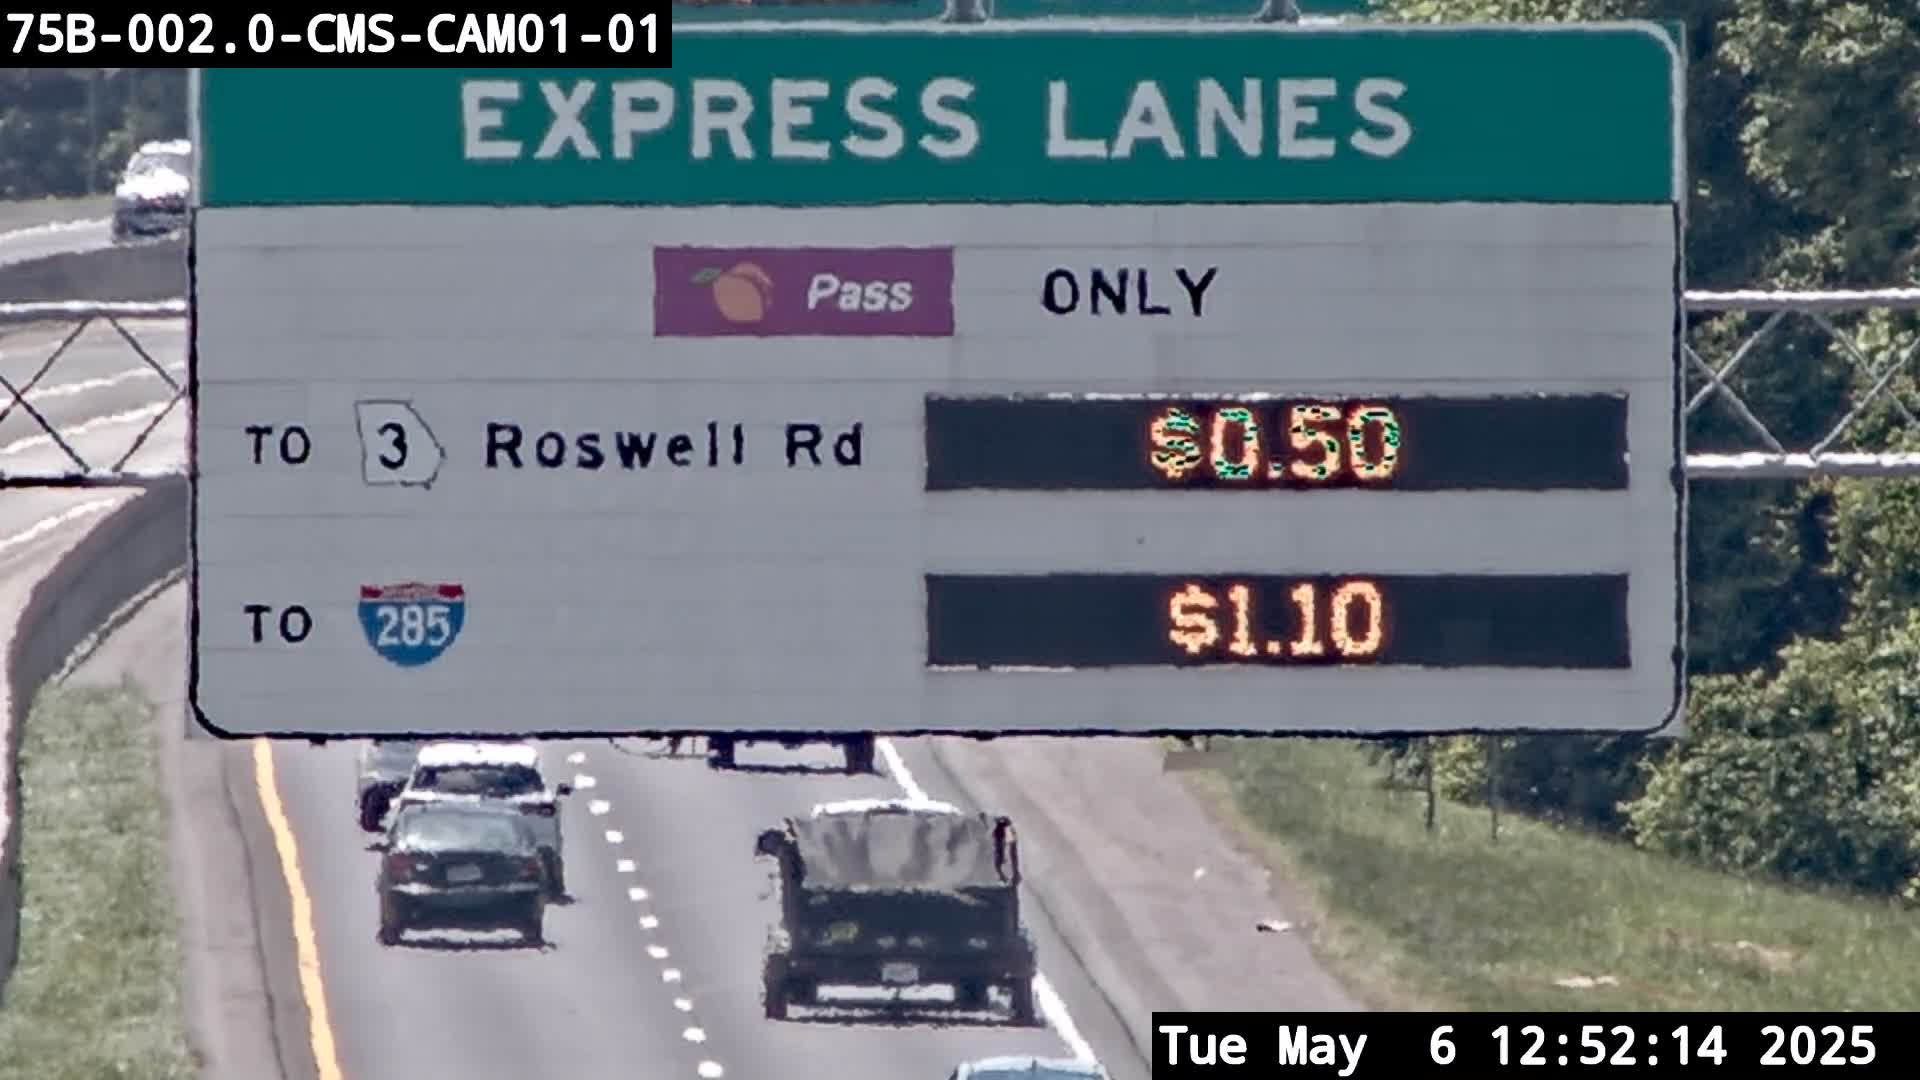 75B-002.0-CMS-CAM01-01
EXPRESS LANES
Pass ONLY
TO 3 Roswell Rd $0.50
TO 285 $1.10
Tue May 6 12:52:14 2025